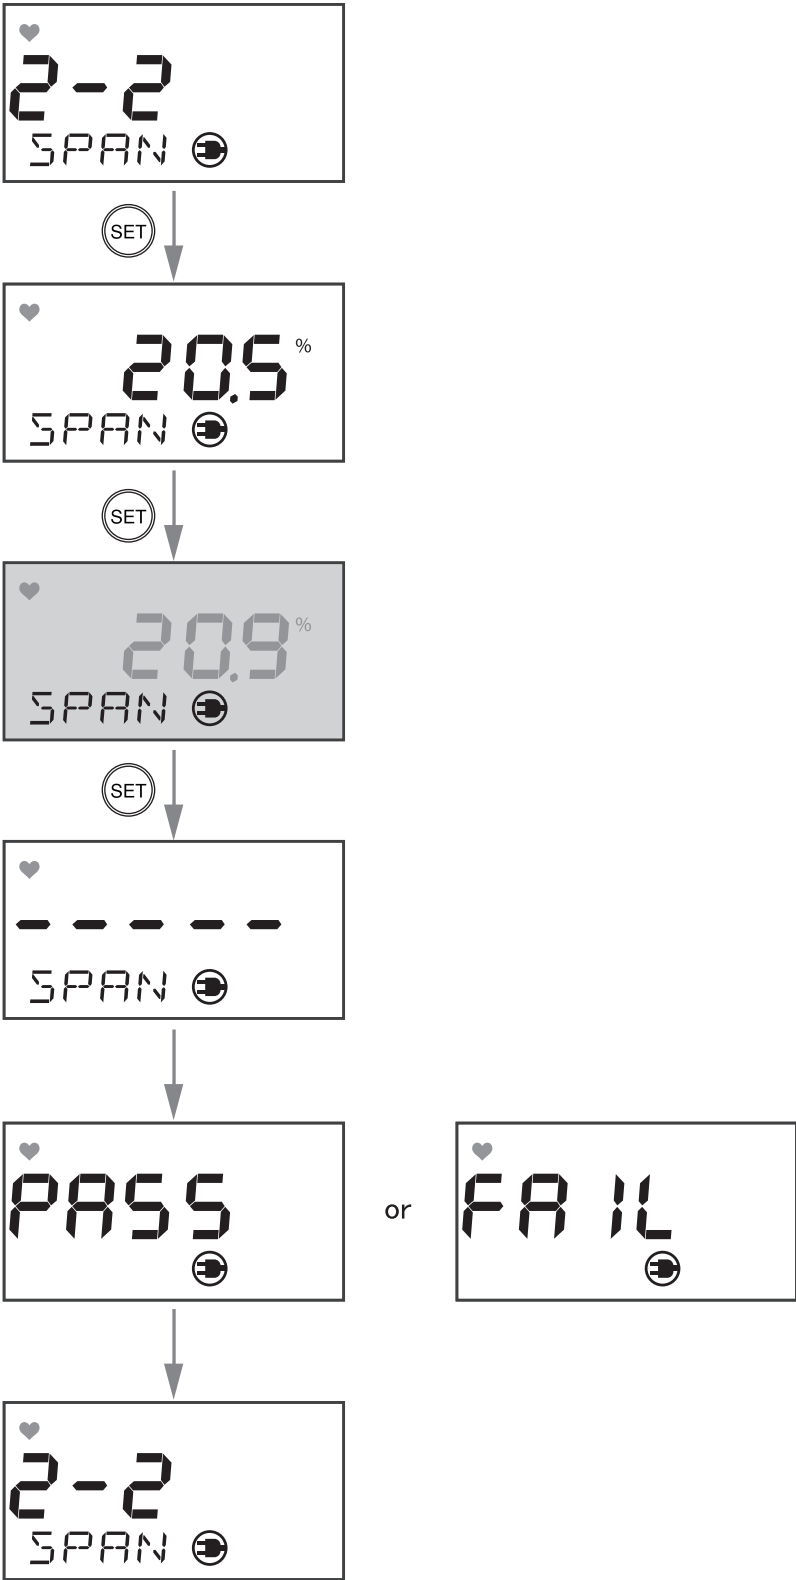 2-2
SPAN
SET
20.5 %
SPAN
SET
20.9 %
SPAN
SET
-----
SPAN
PASS or FAIL
2-2
SPAN